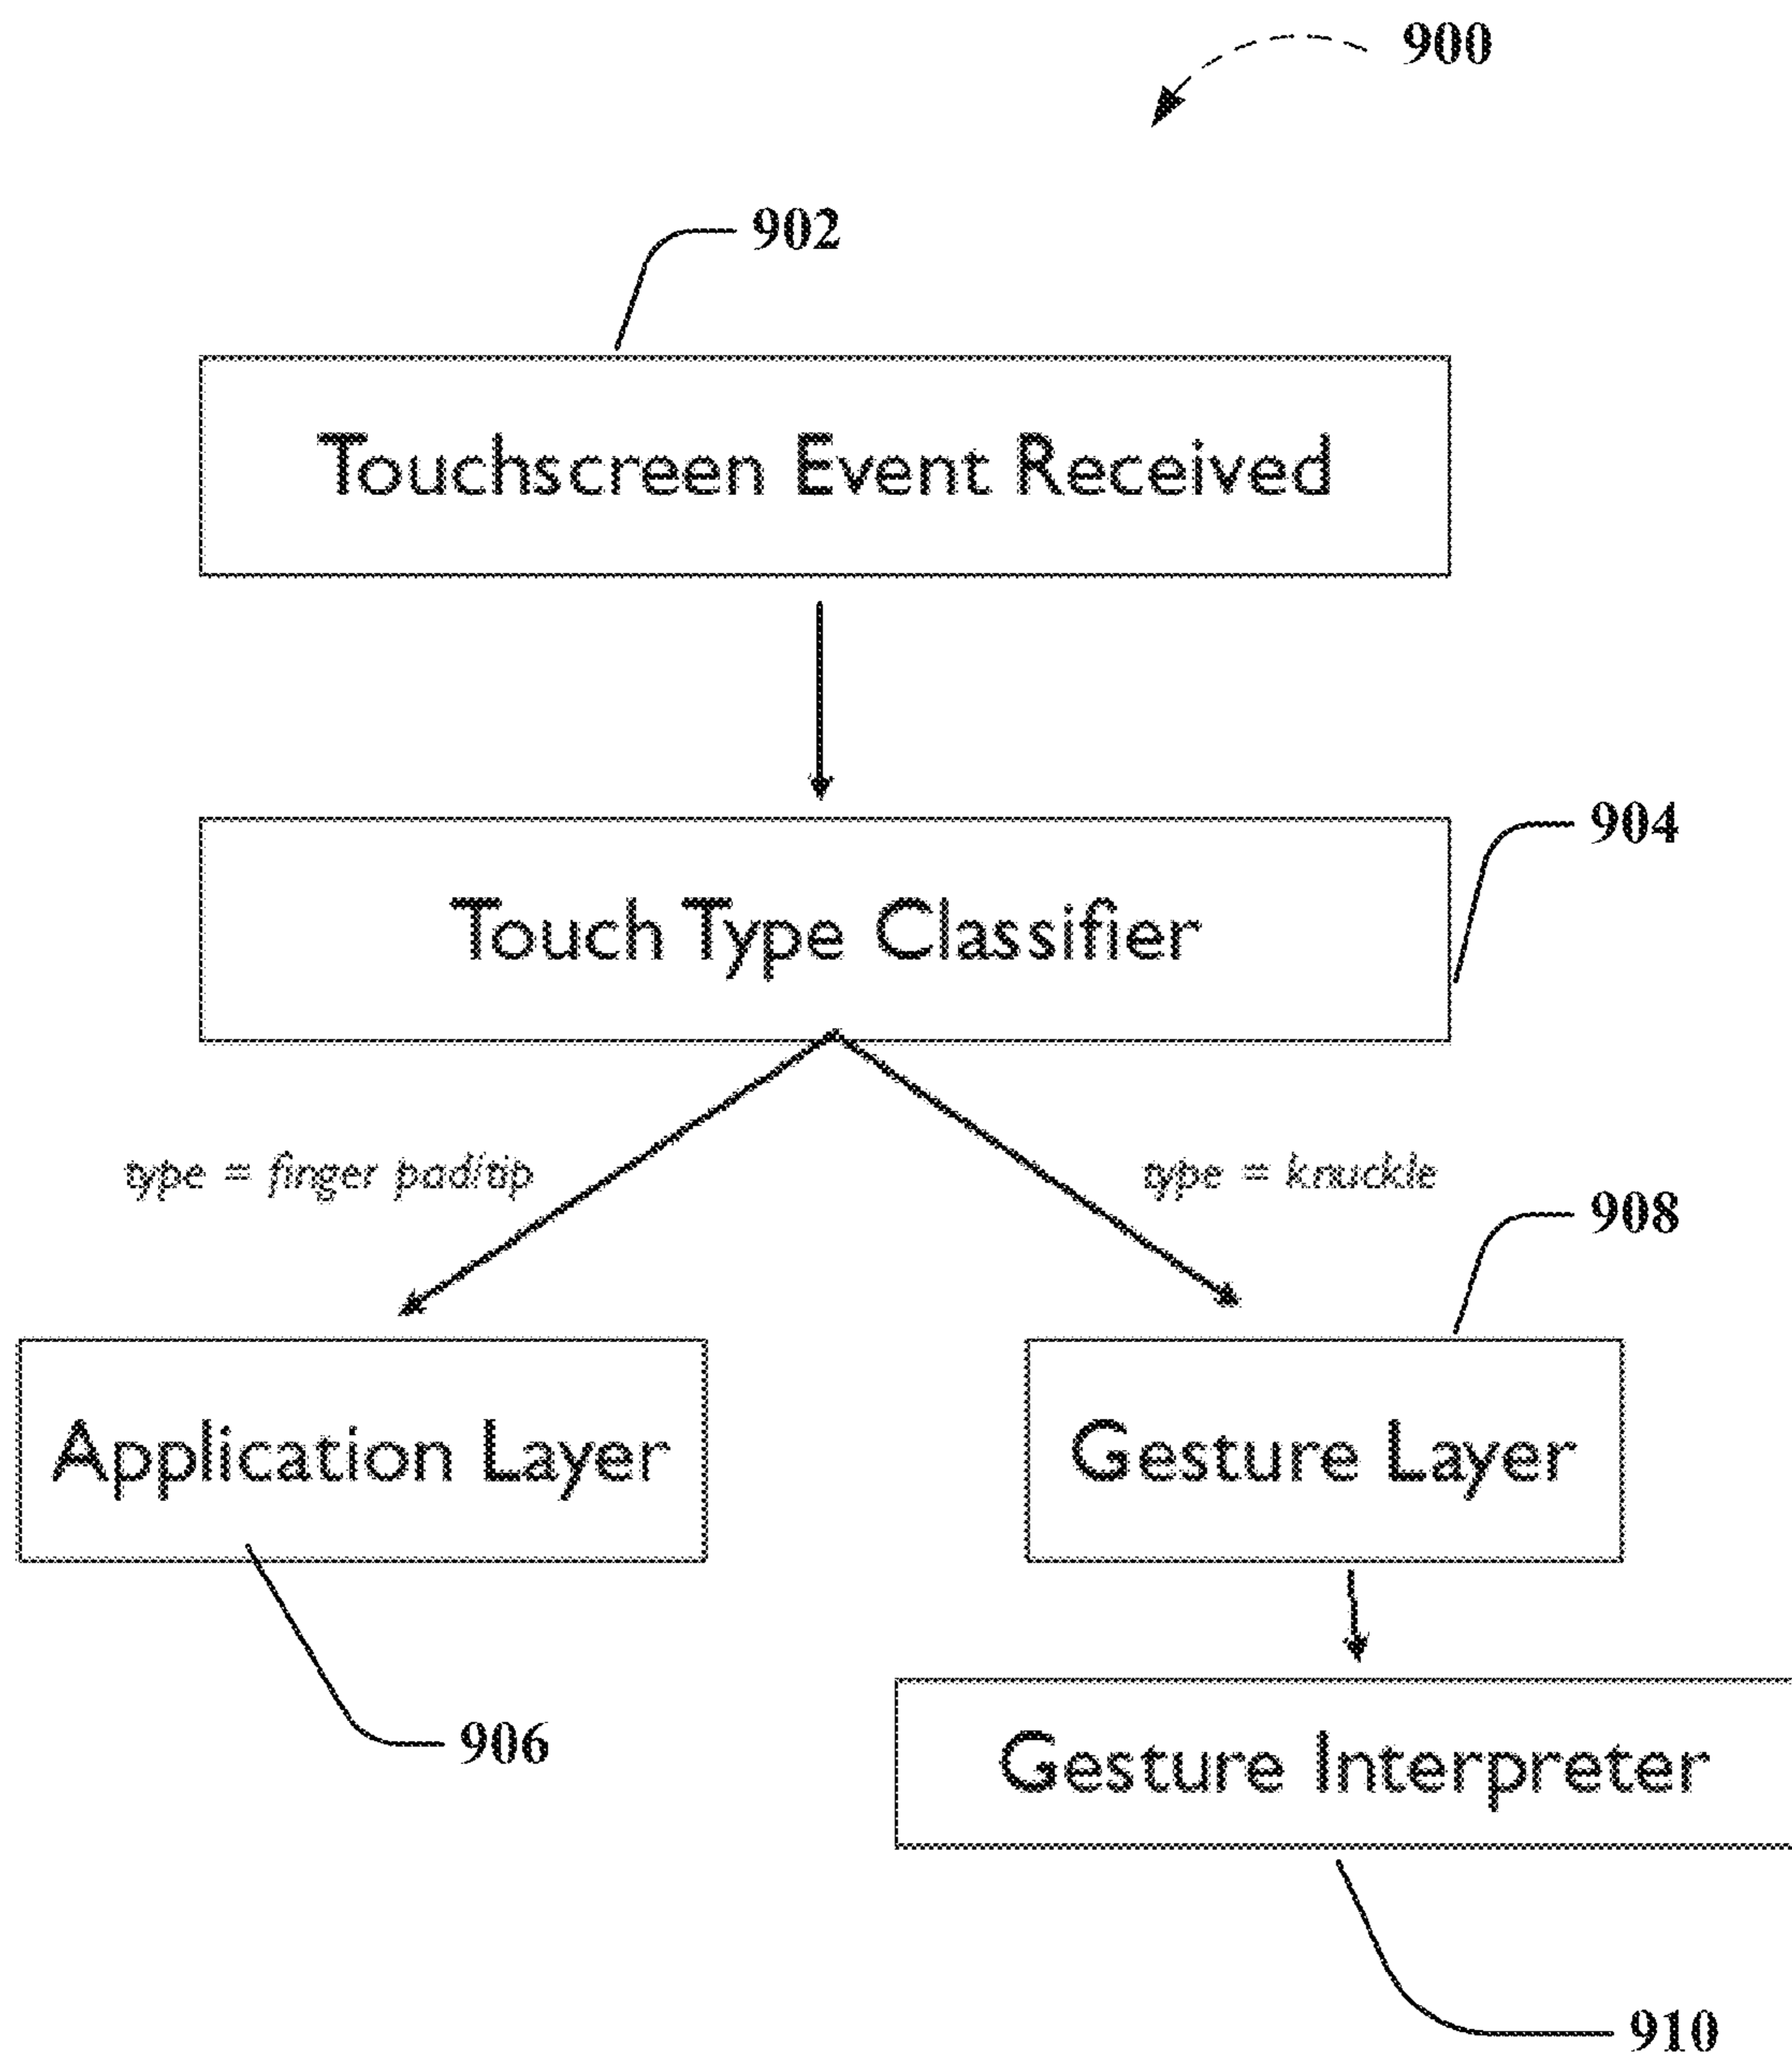 900
902
Touchscreen Event Received
904
Touch Type Classifier
type = finger pad/tip
type = knuckle
908
Application Layer
Gesture Layer
906
Gesture Interpreter
910